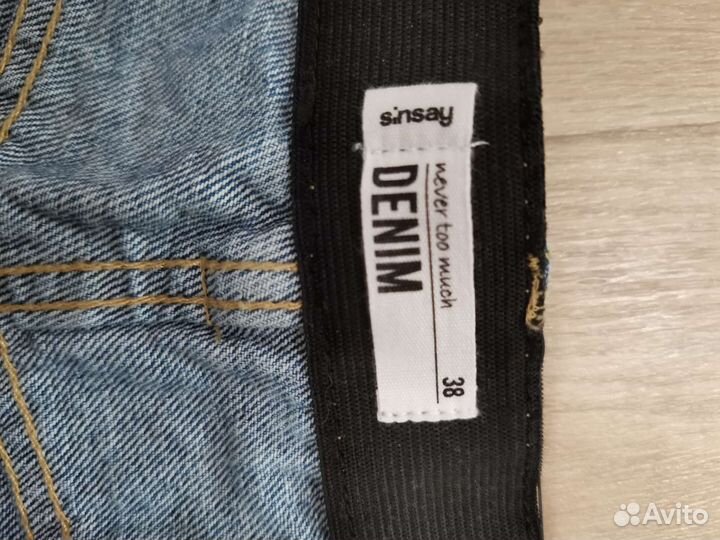 sinsay
never too much
DENIM
38
Avito